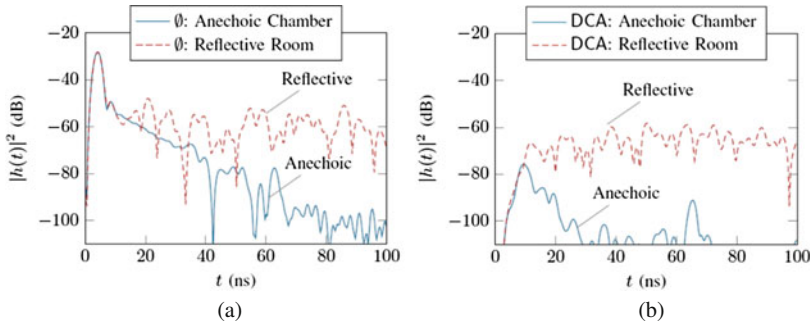 ∅: Anechoic Chamber
∅: Reflective Room
−20
−40
−60
−80
−100
|h(t)|² (dB)
Reflective
Anechoic
0 20 40 60 80 100
t (ns)
(a)
DCA: Anechoic Chamber
DCA: Reflective Room
−20
−40
−60
−80
−100
|h(t)|² (dB)
Reflective
Anechoic
0 20 40 60 80 100
t (ns)
(b)